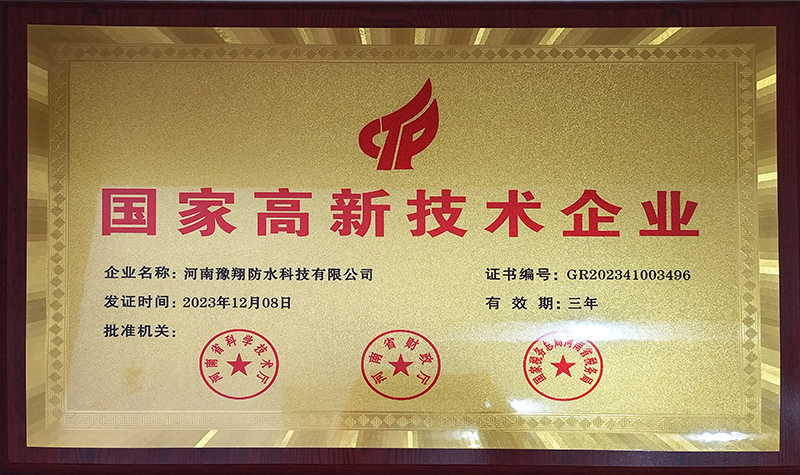 国家高新技术企业
企业名称：河南豫翔防水科技有限公司
证书编号：GR202341003496
发证时间：2023年12月08日
有 效 期：三年
批准机关：
河南省科学技术厅
河南省财政厅
国家税务总局河南省税务局